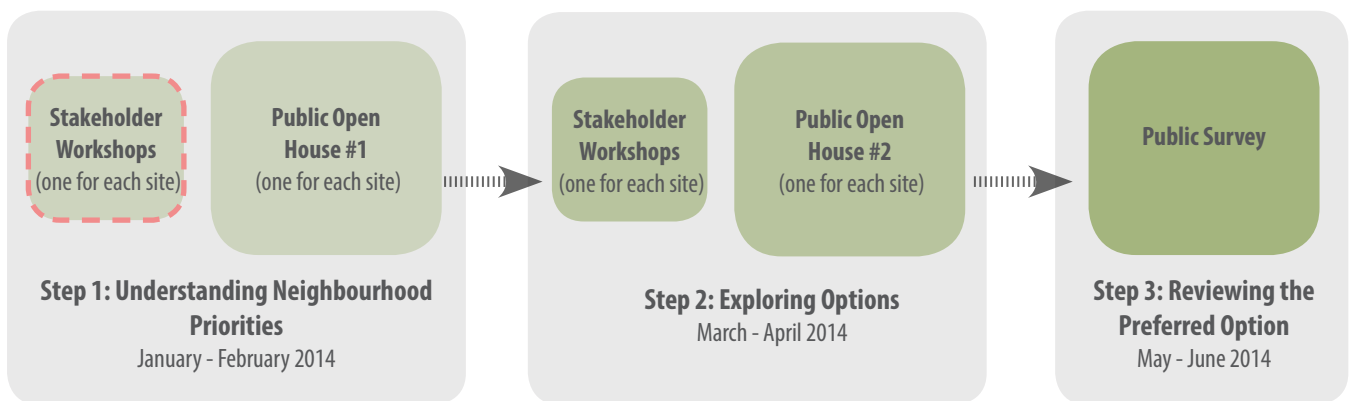 Stakeholder
Workshops
(one for each site)
Public Open
House #1
(one for each site)
Step 1: Understanding Neighbourhood
Priorities
January - February 2014
Stakeholder
Workshops
(one for each site)
Public Open
House #2
(one for each site)
Step 2: Exploring Options
March - April 2014
Public Survey
Step 3: Reviewing the
Preferred Option
May - June 2014